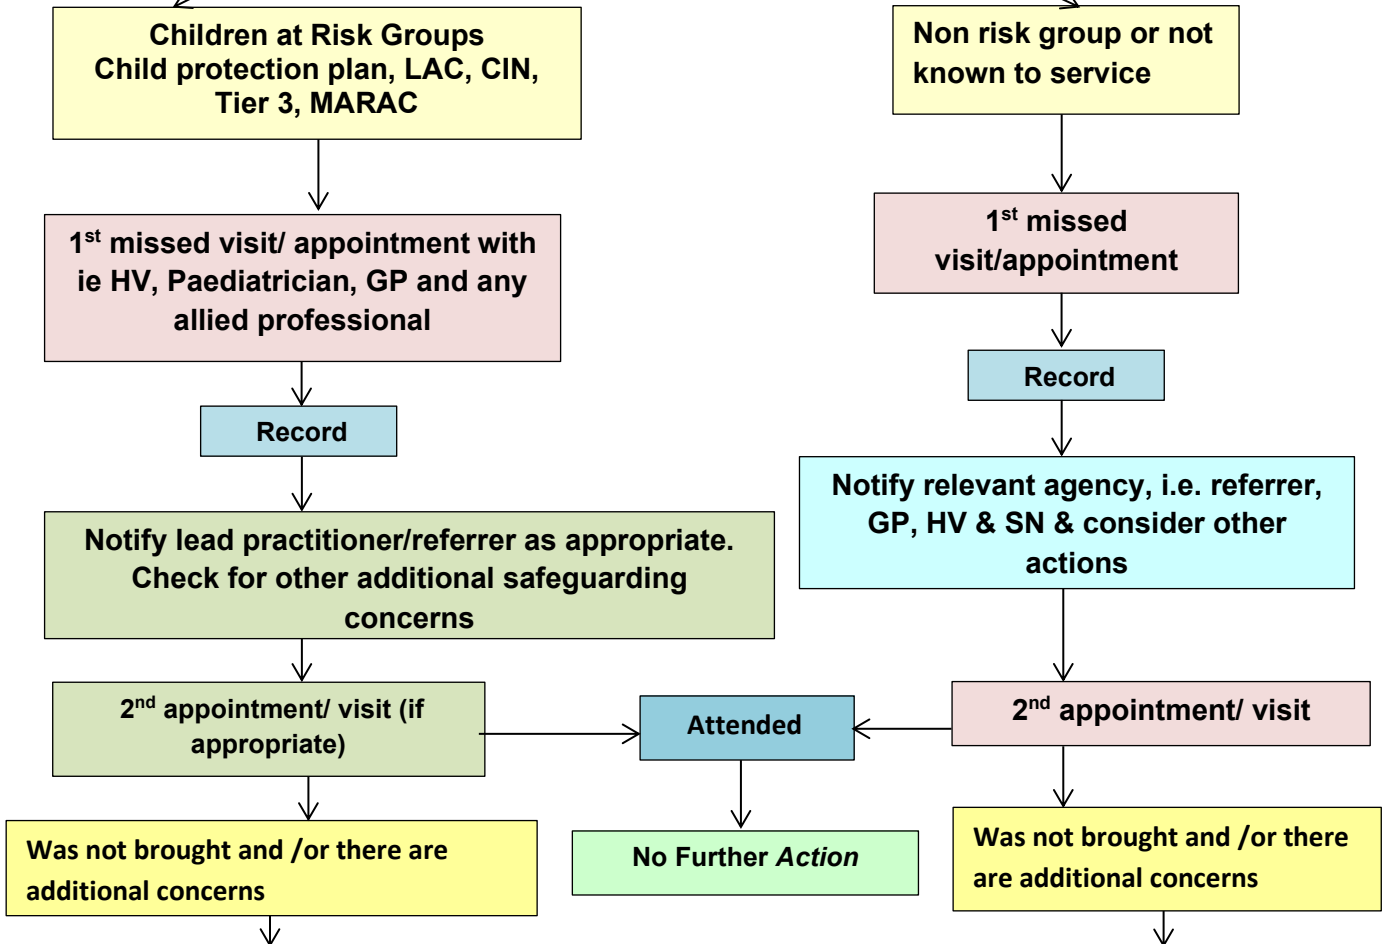 Children at Risk Groups
Child protection plan, LAC, CIN,
Tier 3, MARAC
1st missed visit/ appointment with
ie HV, Paediatrician, GP and any
allied professional
Record
Notify lead practitioner/referrer as appropriate.
Check for other additional safeguarding
concerns
2nd appointment/ visit (if
appropriate)
Was not brought and /or there are
additional concerns
Attended
No Further Action
Non risk group or not
known to service
1st missed
visit/appointment
Record
Notify relevant agency, i.e. referrer,
GP, HV & SN & consider other
actions
2nd appointment/ visit
Was not brought and /or there
are additional concerns